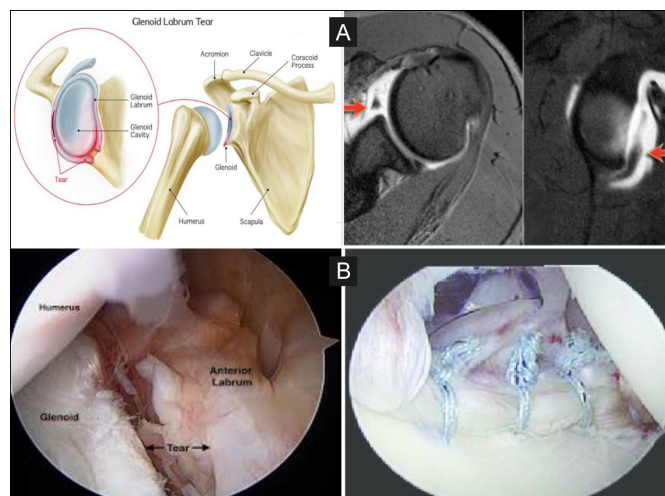 Glenoid Labrum Tear
A
Acromion
Clavicle
Coracoid
Process
Glenoid
Labrum
Glenoid
Cavity
Tear
Glenoid
Humerus
Scapula
B
Humerus
Anterior
Labrum
Glenoid
Tear